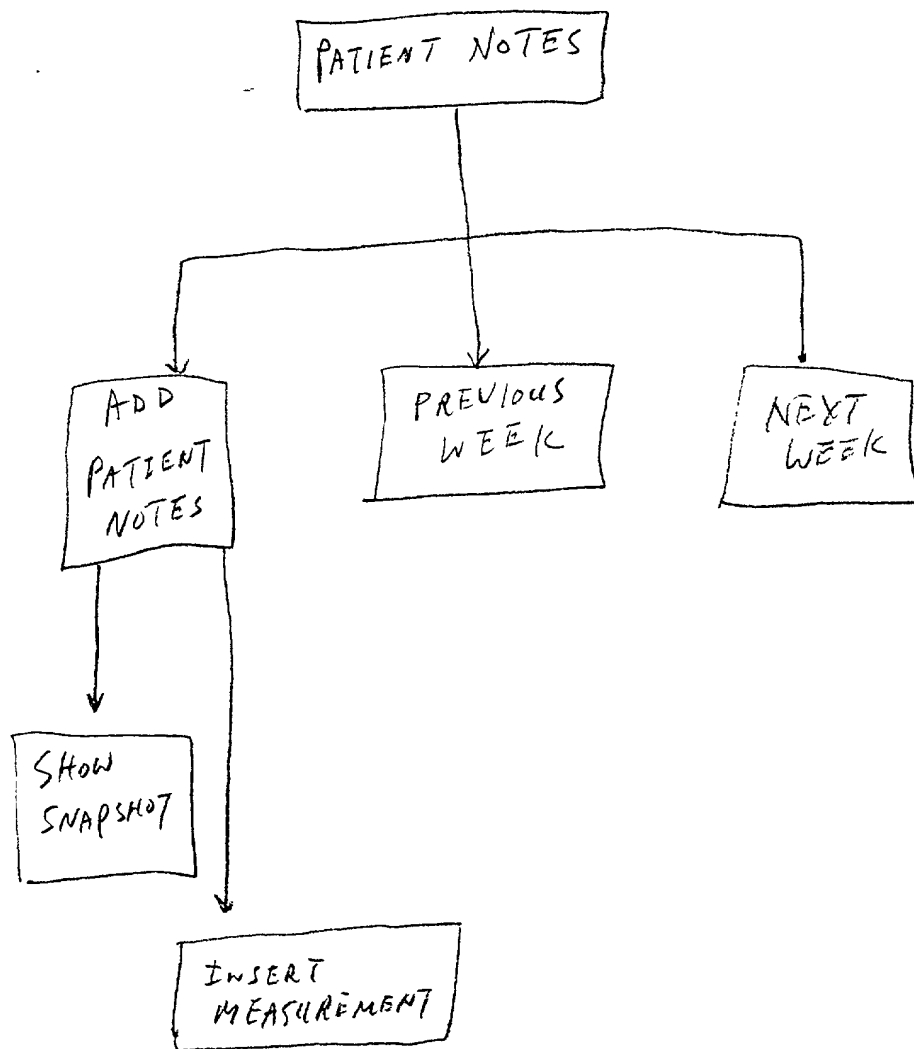 PATIENT NOTES
ADD
PATIENT
NOTES
PREVIOUS
WEEK
NEXT
WEEK
SHOW
SNAPSHOT
INSERT
MEASUREMENT